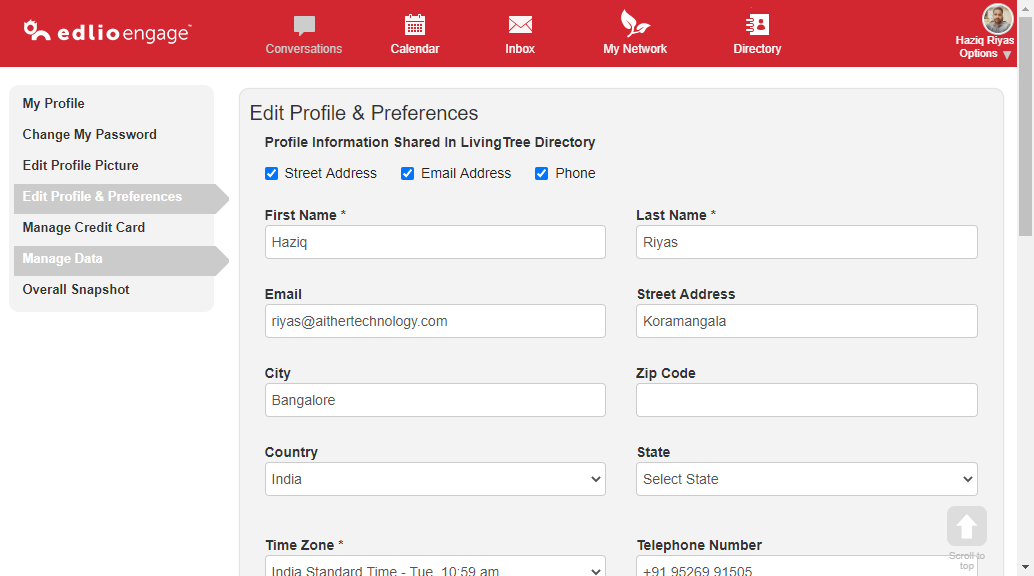 edlio engage™
Conversations
Calendar
Inbox
My Network
Directory
Haziq Riyas
Options ▼
My Profile
Change My Password
Edit Profile Picture
Edit Profile & Preferences
Manage Credit Card
Manage Data
Overall Snapshot
Edit Profile & Preferences
Profile Information Shared In LivingTree Directory
Street Address Email Address Phone
First Name * Last Name *
Haziq Riyas
Email Street Address
riyas@aithertechnology.com Koramangala
City Zip Code
Bangalore
Country State
India Select State
Time Zone * Telephone Number
India Standard Time - Tue, 10:59 am +91 95269 91505
Scroll to
top